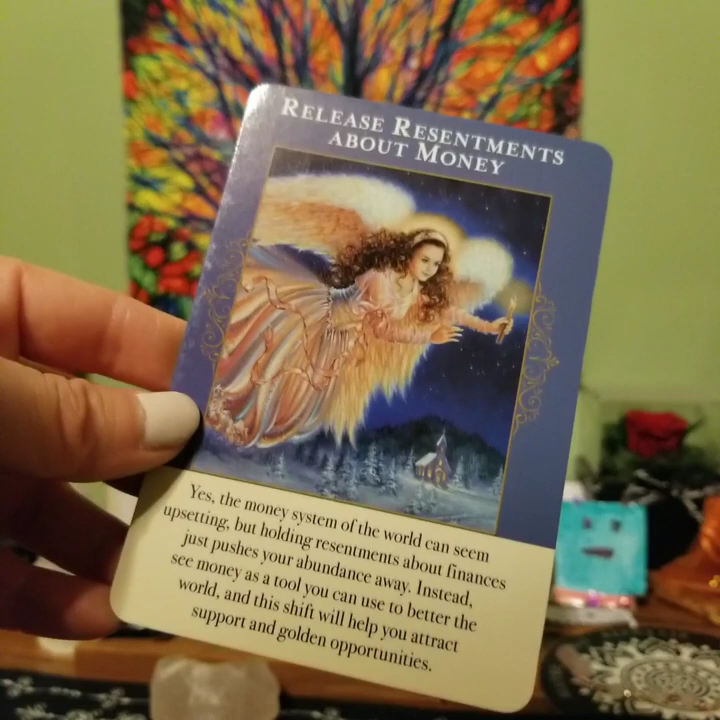 RELEASE RESENTMENTS
ABOUT MONEY
Yes, the money system of the world can seem
upsetting, but holding resentments about finances
just pushes your abundance away. Instead,
see money as a tool you can use to better the
world, and this shift will help you attract
support and golden opportunities.